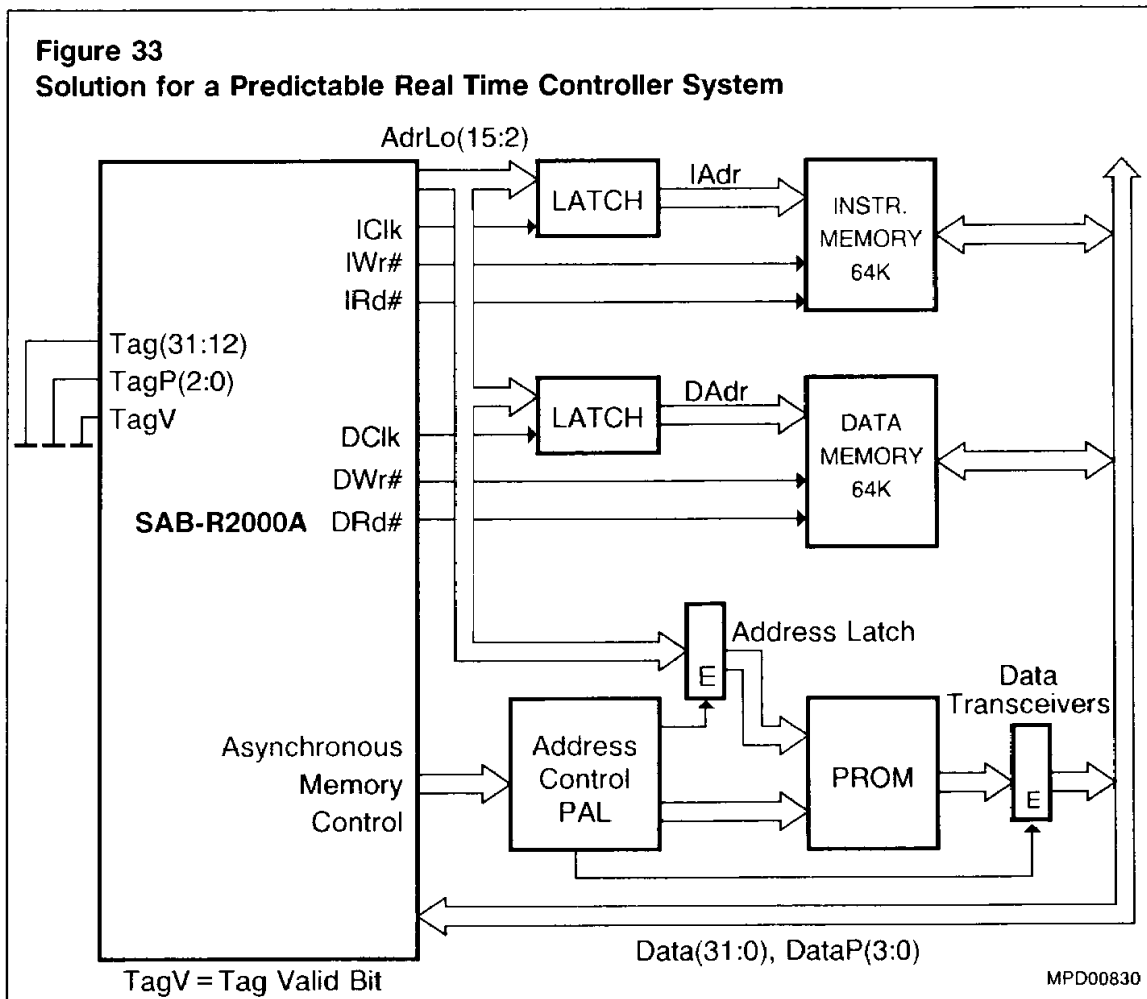 Figure 33
Solution for a Predictable Real Time Controller System
AdrLo(15:2)
LATCH
IAdr
INSTR.
MEMORY
64K
IClk
IWr#
IRd#
Tag(31:12)
TagP(2:0)
TagV
LATCH
DAdr
DATA
MEMORY
64K
DClk
DWr#
SAB-R2000A
DRd#
E
Address Latch
Data
Transceivers
Asynchronous
Memory
Control
Address
Control
PAL
PROM
E
Data(31:0), DataP(3:0)
TagV = Tag Valid Bit
MPD00830